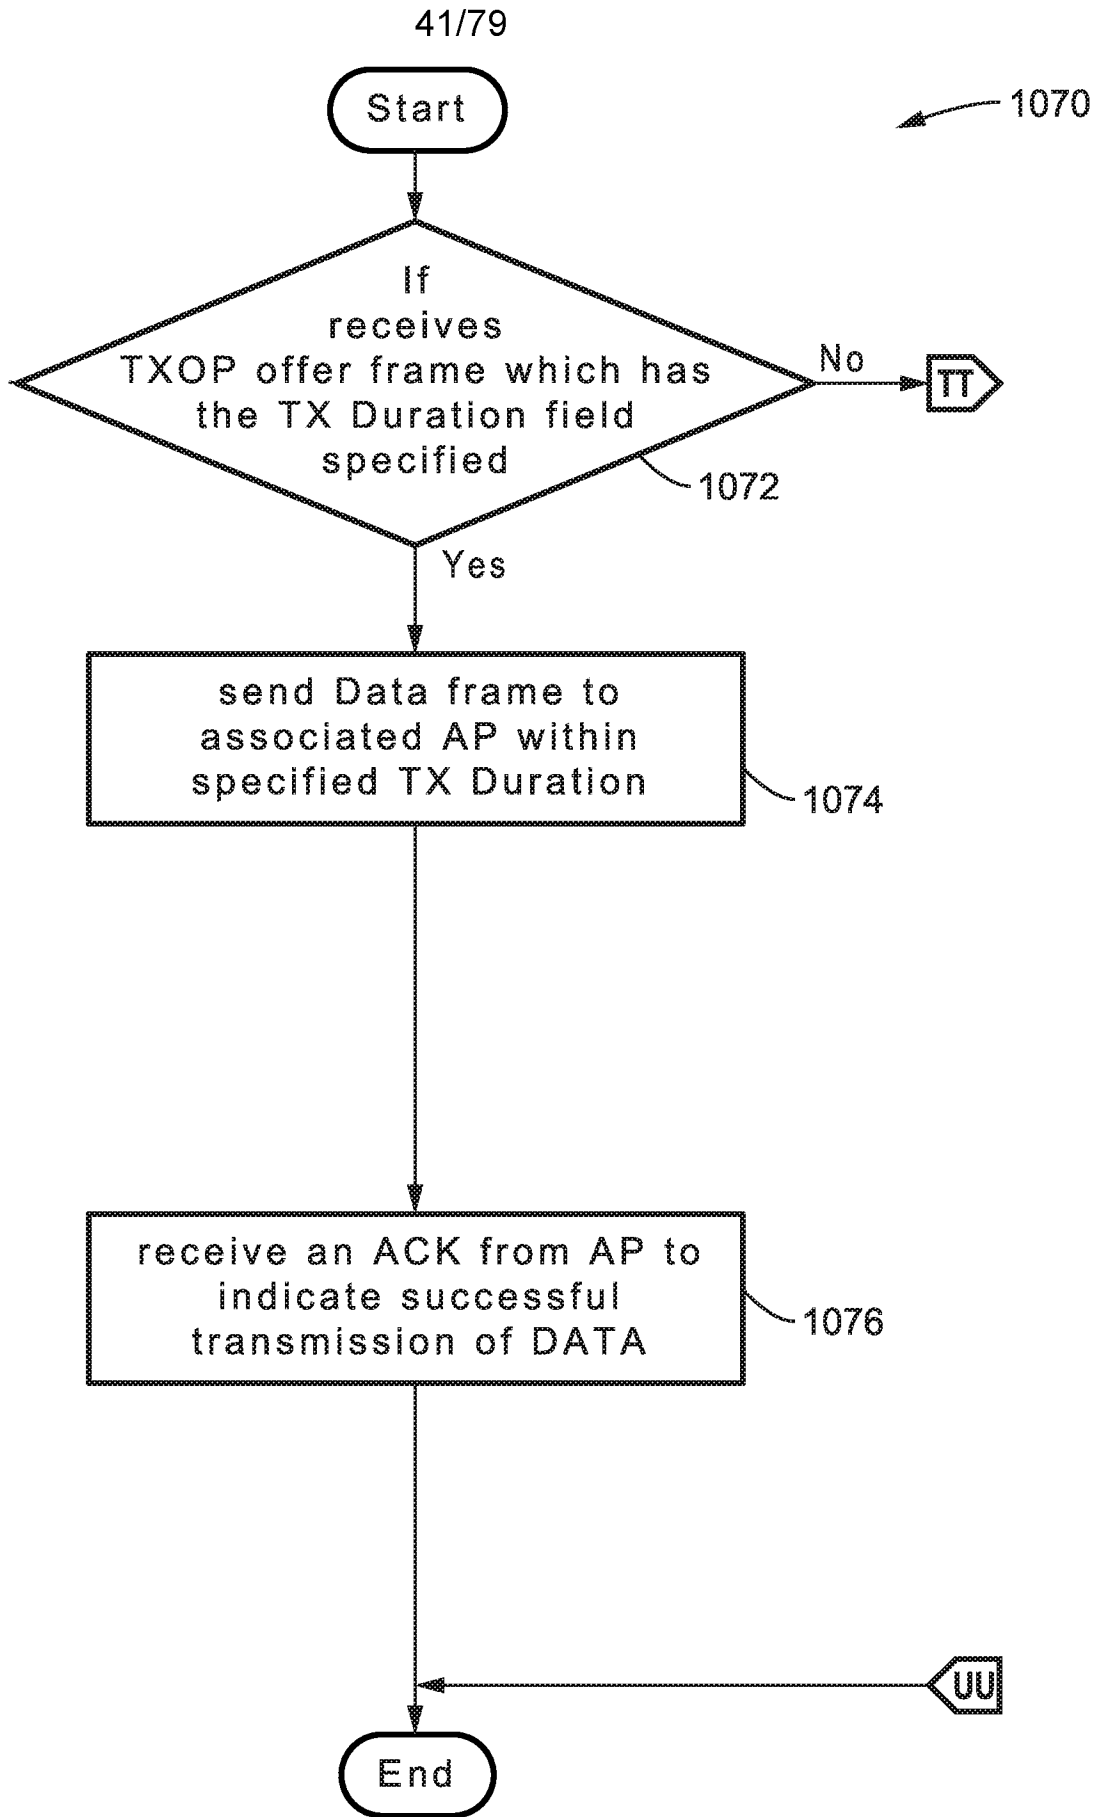 41/79
Start
1070
If
receives
TXOP offer frame which has
the TX Duration field
specified
No
TT
1072
Yes
send Data frame to
associated AP within
specified TX Duration
1074
receive an ACK from AP to
indicate successful
transmission of DATA
1076
UU
End